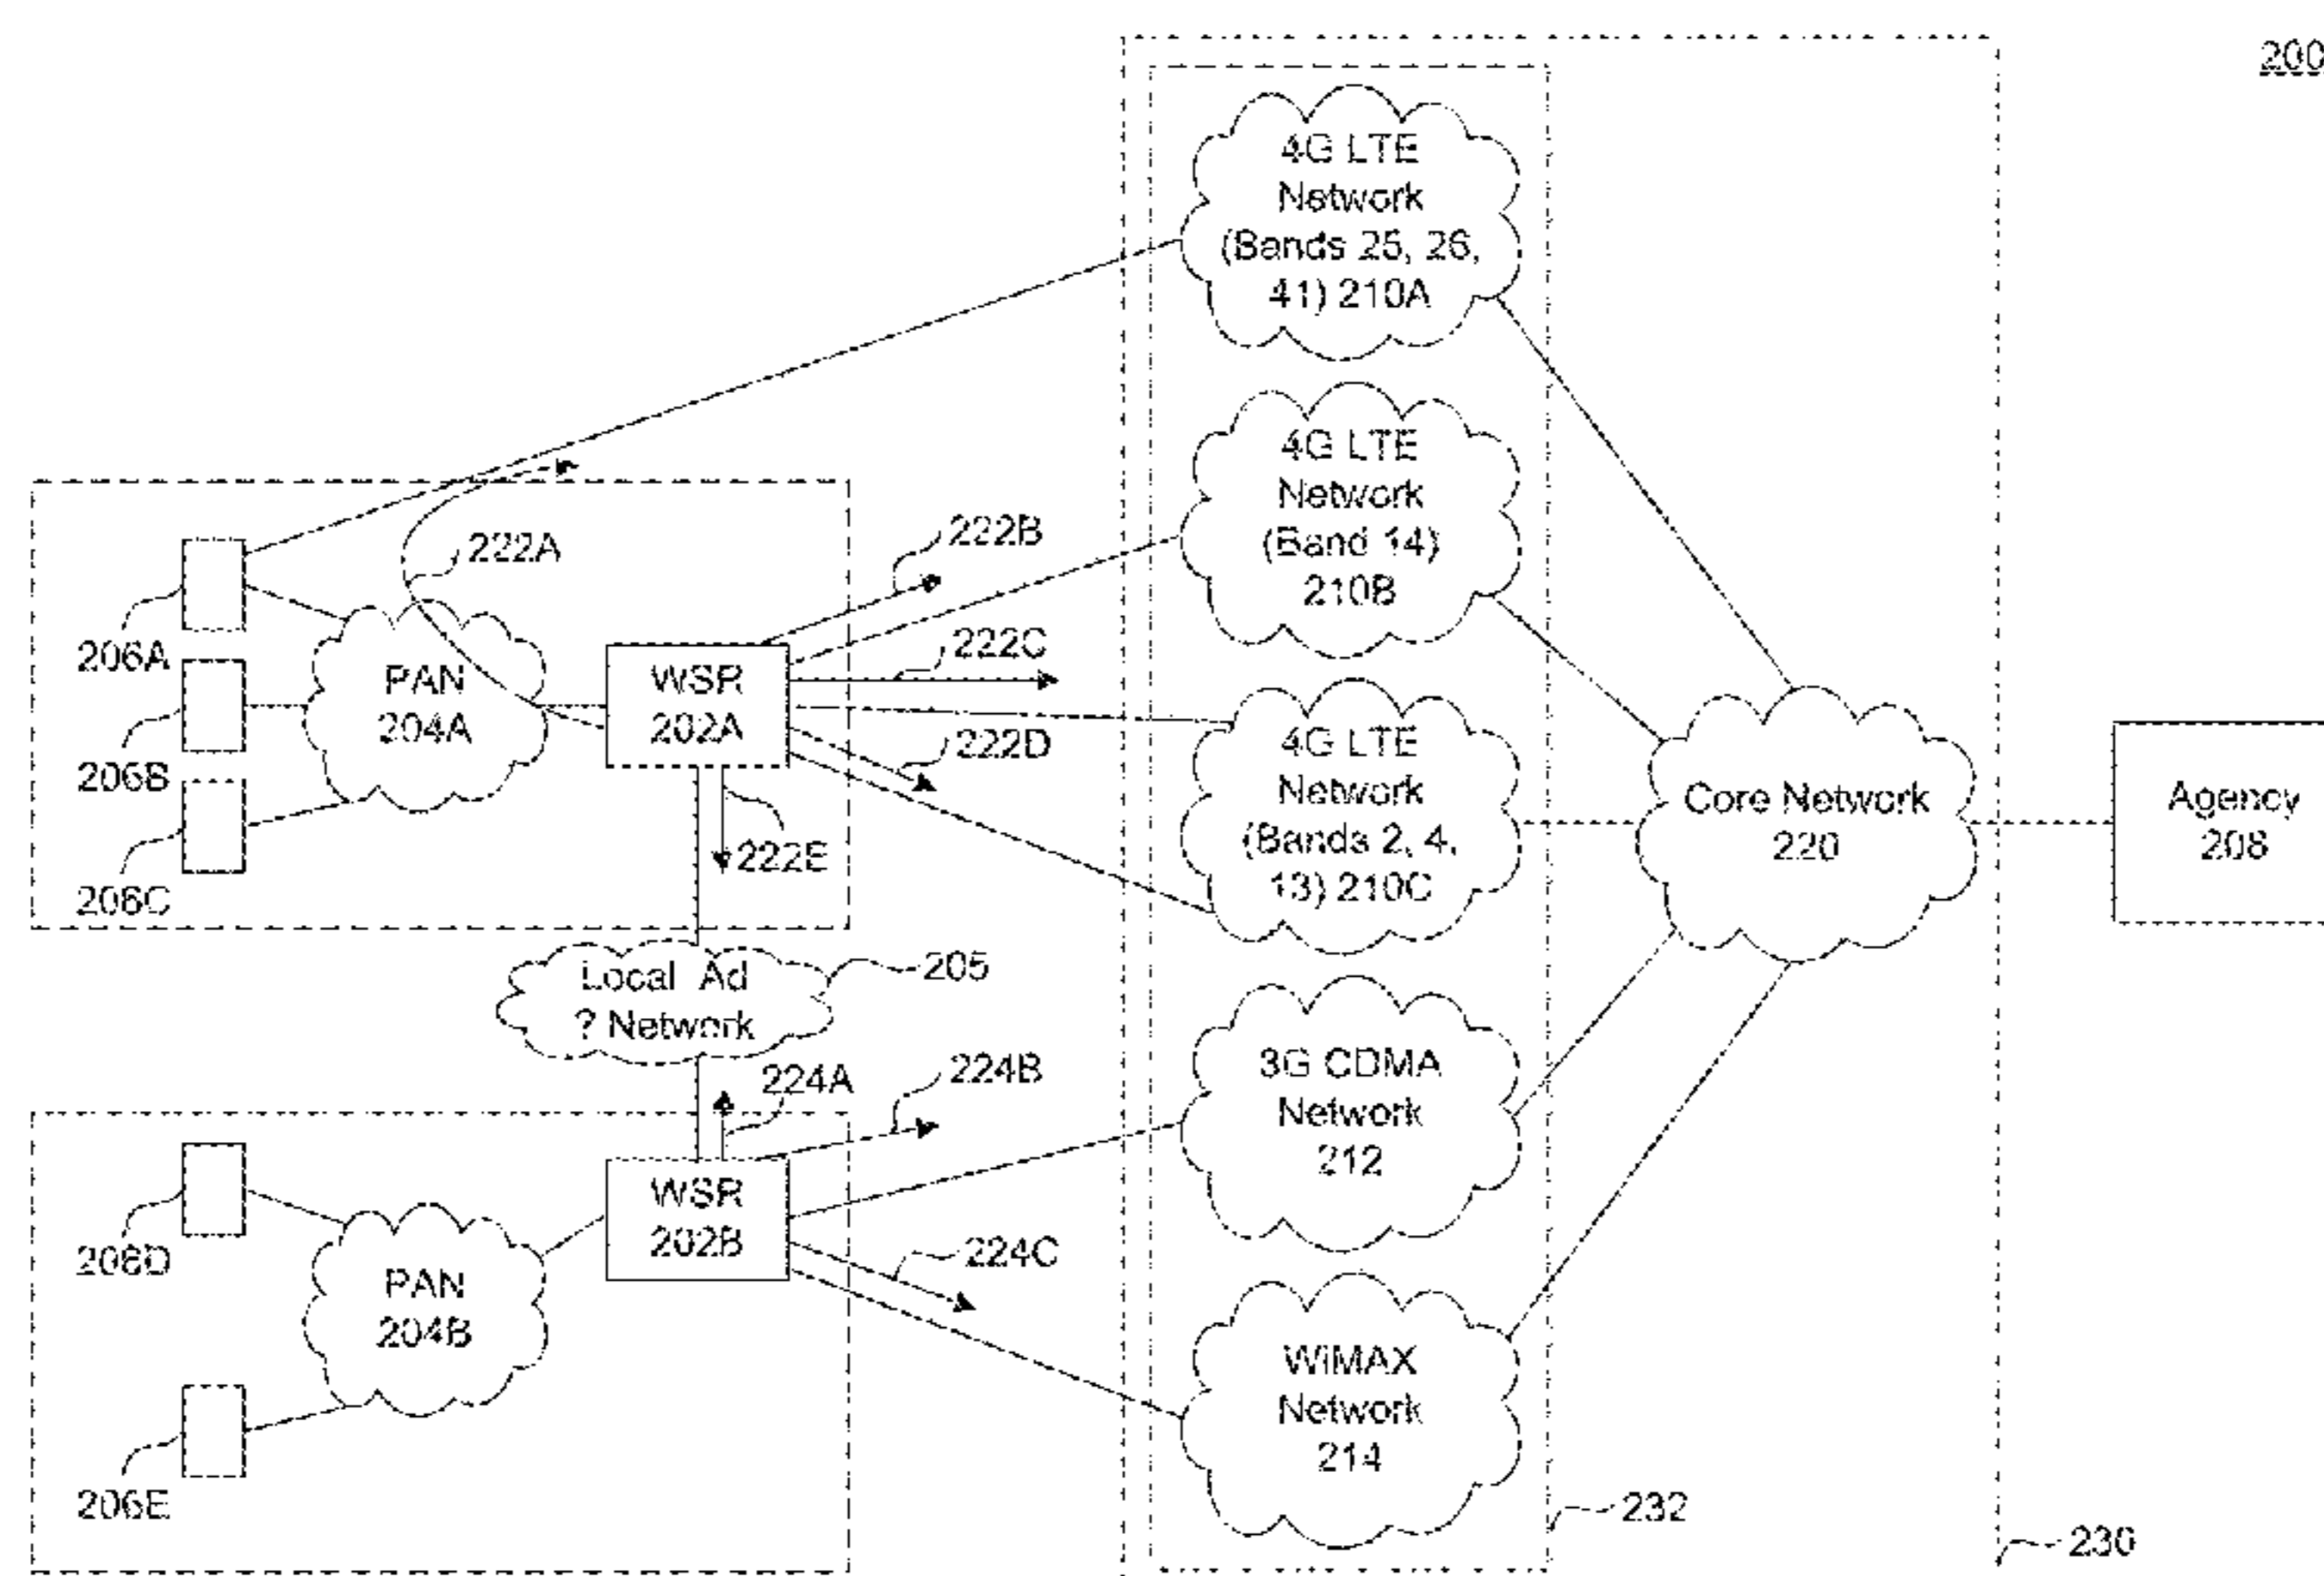 200
4G LTE
Network
(Bands 25, 26,
41) 210A
4G LTE
Network
(Band 14)
210B
222A
222B
206A
PAN
204A
WSR
202A
222C
222D
206B
4G LTE
Network
(Bands 2, 4,
13) 210C
Core Network
220
Agency
208
222E
206C
Local Ad
? Network
205
224A
224B
3G CDMA
Network
212
WSR
202B
206D
224C
PAN
204B
WiMAX
Network
214
206E
232
230